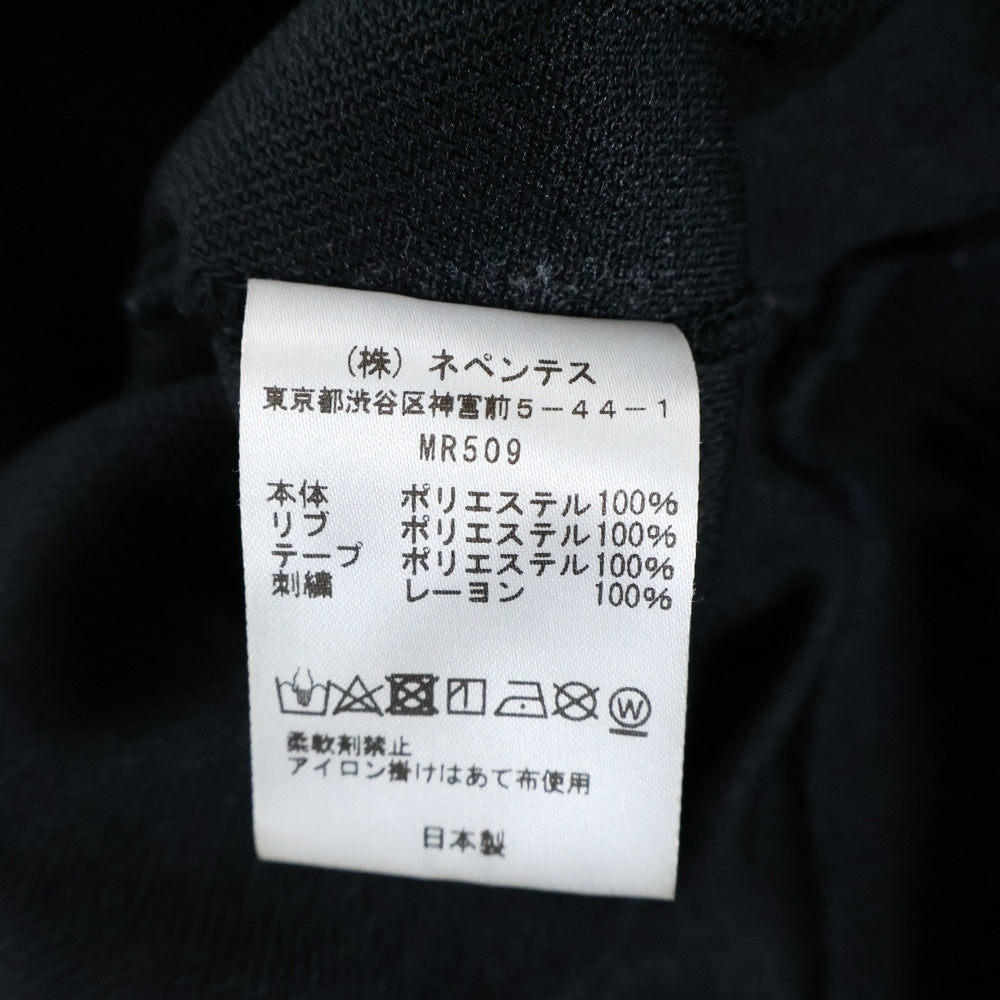 (株) ネペンテス
東京都渋谷区神宮前5-44-1
MR509
本体 ポリエステル100%
リブ ポリエステル100%
テープ ポリエステル100%
刺繍 レーヨン 100%
W
柔軟剤禁止
アイロン掛けはあて布使用
日本製